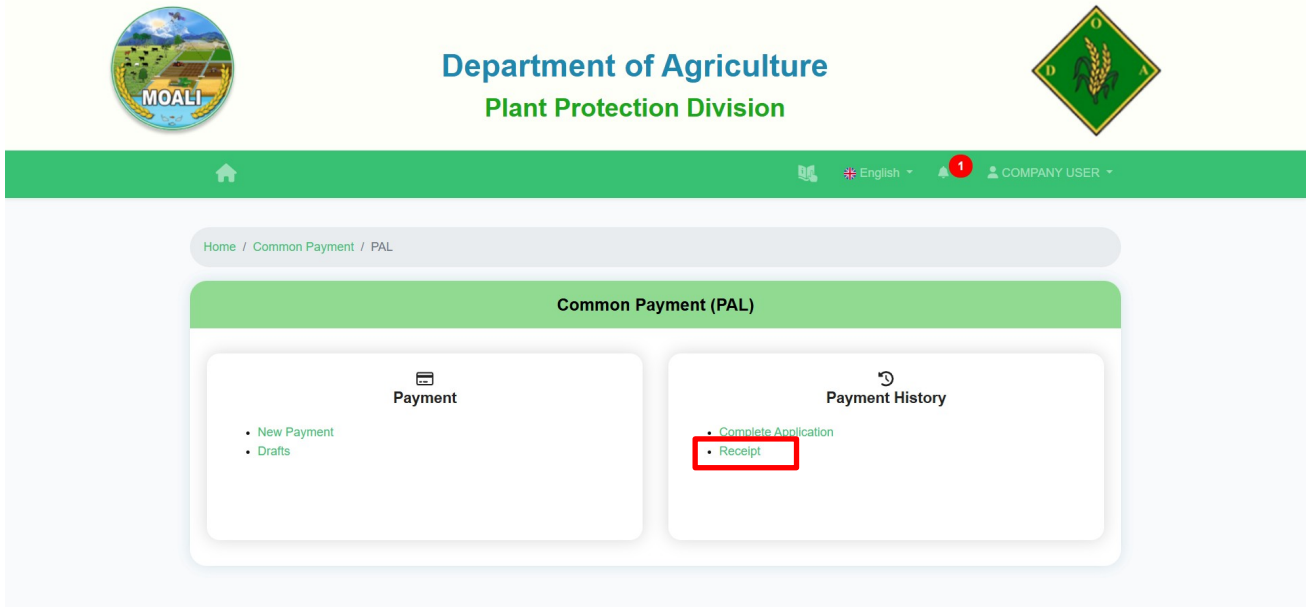 MOALI
Department of Agriculture
Plant Protection Division
D O A
English
1
COMPANY USER
Home / Common Payment / PAL
Common Payment (PAL)
Payment
New Payment
Drafts
Payment History
Complete Application
Receipt